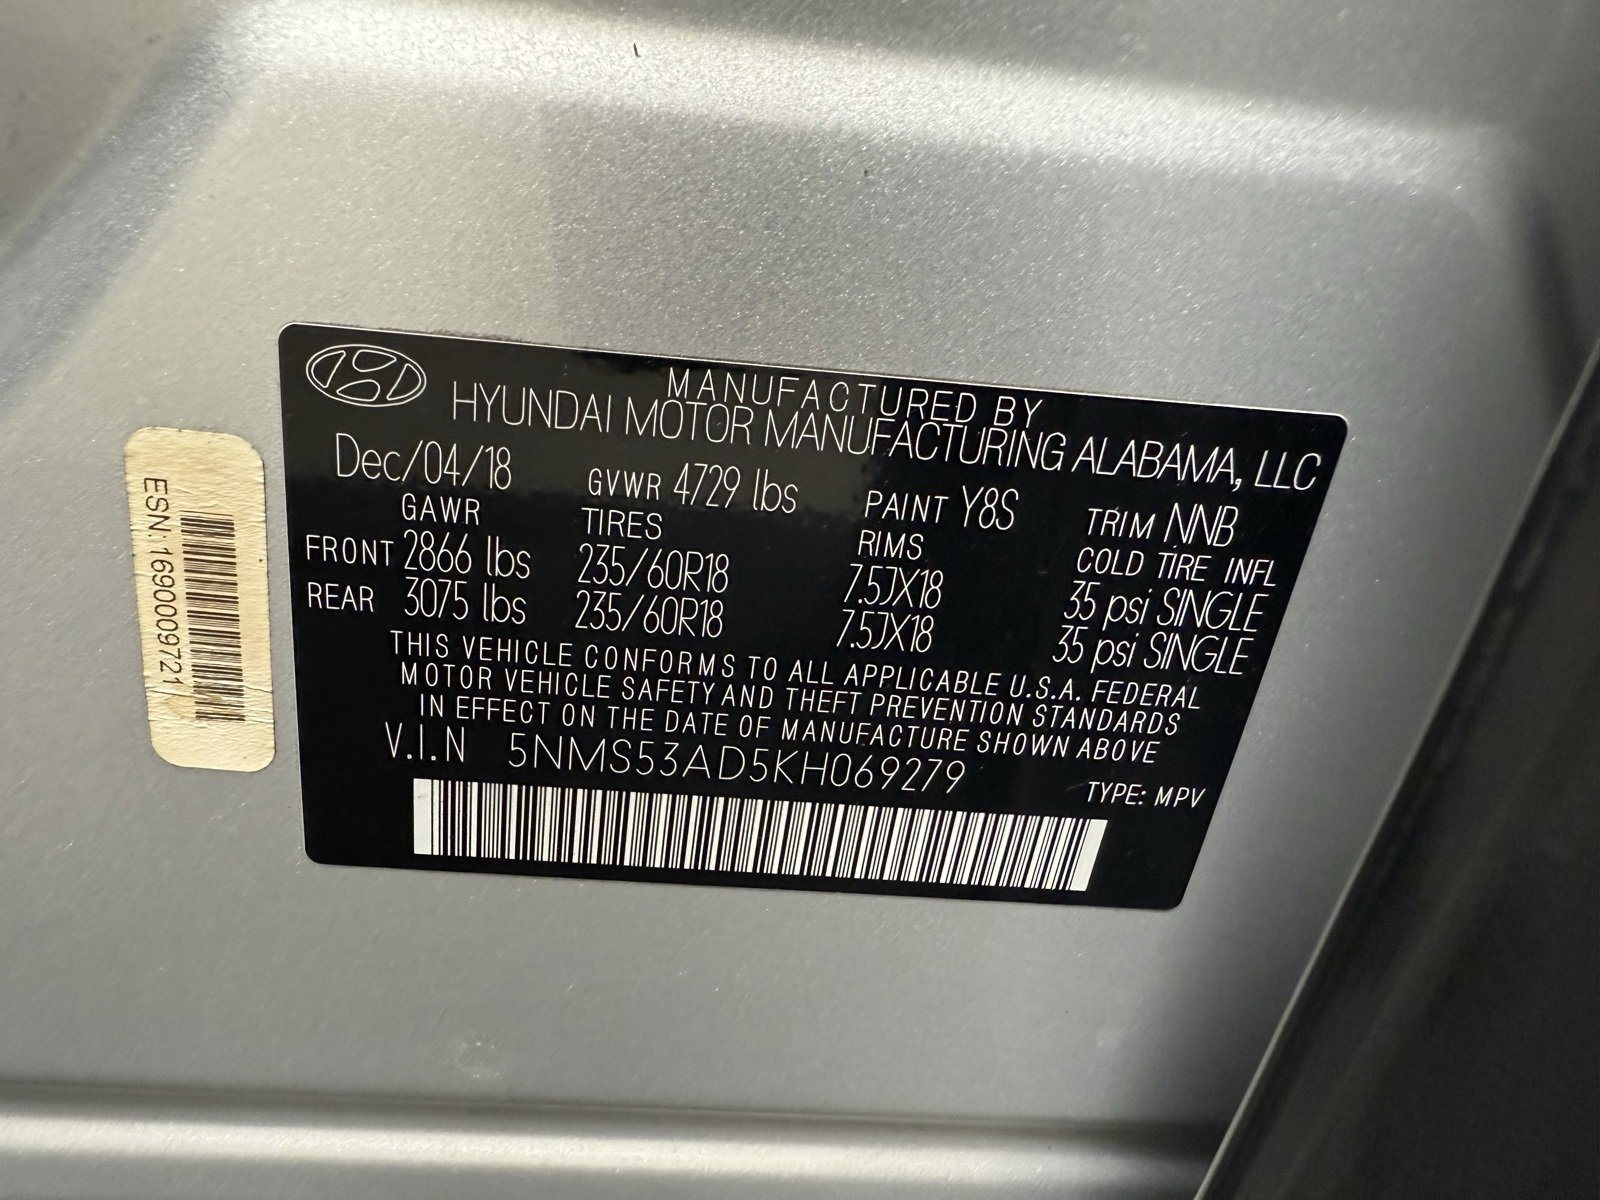 MANUFACTURED BY
HYUNDAI MOTOR MANUFACTURING ALABAMA, LLC
Dec/04/18 GVWR 4729 lbs PAINT Y8S TRIM NNB
GAWR TIRES RIMS COLD TIRE INFL
FRONT 2866 lbs 235/60R18 7.5JX18 35 psi SINGLE
REAR 3075 lbs 235/60R18 7.5JX18 35 psi SINGLE
THIS VEHICLE CONFORMS TO ALL APPLICABLE U.S.A. FEDERAL
MOTOR VEHICLE SAFETY AND THEFT PREVENTION STANDARDS
IN EFFECT ON THE DATE OF MANUFACTURE SHOWN ABOVE
V.I.N 5NMS53AD5KH069279
TYPE: MPV
ESN: 1690009721